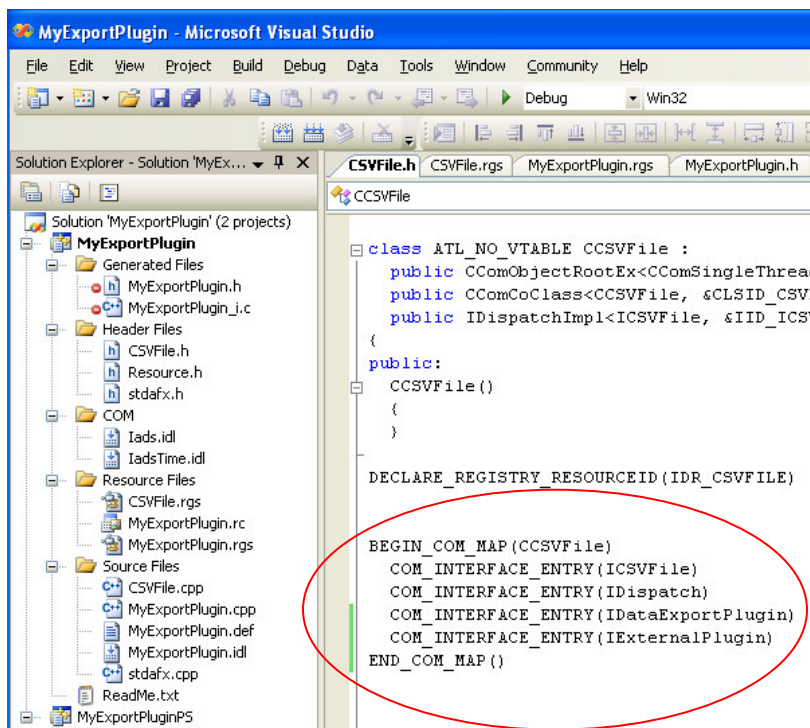 MyExportPlugin - Microsoft Visual Studio
File Edit View Project Build Debug Data Tools Window Community Help
Debug Win32
Solution Explorer - Solution 'MyEx...
CSVFile.h CSVFile.rgs MyExportPlugin.rgs MyExportPlugin.h
CCSVFile
Solution 'MyExportPlugin' (2 projects)
MyExportPlugin
Generated Files
MyExportPlugin.h
MyExportPlugin_i.c
Header Files
CSVFile.h
Resource.h
stdafx.h
COM
Iads.idl
IadsTime.idl
Resource Files
CSVFile.rgs
MyExportPlugin.rc
MyExportPlugin.rgs
Source Files
CSVFile.cpp
MyExportPlugin.cpp
MyExportPlugin.def
MyExportPlugin.idl
stdafx.cpp
ReadMe.txt
MyExportPluginPS
class ATL_NO_VTABLE CCSVFile :
public CComObjectRootEx<CComSingleThrea
public CComCoClass<CCSVFile, &CLSID_CSV
public IDispatchImpl<ICSVFile, &IID_ICS
{
public:
CCSVFile()
{
}
DECLARE_REGISTRY_RESOURCEID(IDR_CSVFILE)
BEGIN_COM_MAP(CCSVFile)
COM_INTERFACE_ENTRY(ICSVFile)
COM_INTERFACE_ENTRY(IDispatch)
COM_INTERFACE_ENTRY(IDataExportPlugin)
COM_INTERFACE_ENTRY(IExternalPlugin)
END_COM_MAP()